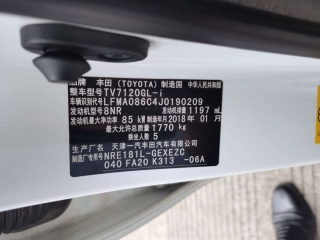 品牌 丰田 (TOYOTA) 制造国 中华人民共和国
整车型号TV7120GL-i
车辆识别代号LFMA086C4J0190209
发动机型号8NR 发动机排量 1197 mL
发动机最大净功率 85 kW 制造年月2018年 01 月
最大允许总质量 1770 kg
乘坐人数 5
生产厂名 天津一汽丰田汽车有限公司
制造厂车型NRE181L-GEXEZC
040 FA20 K313 -06A